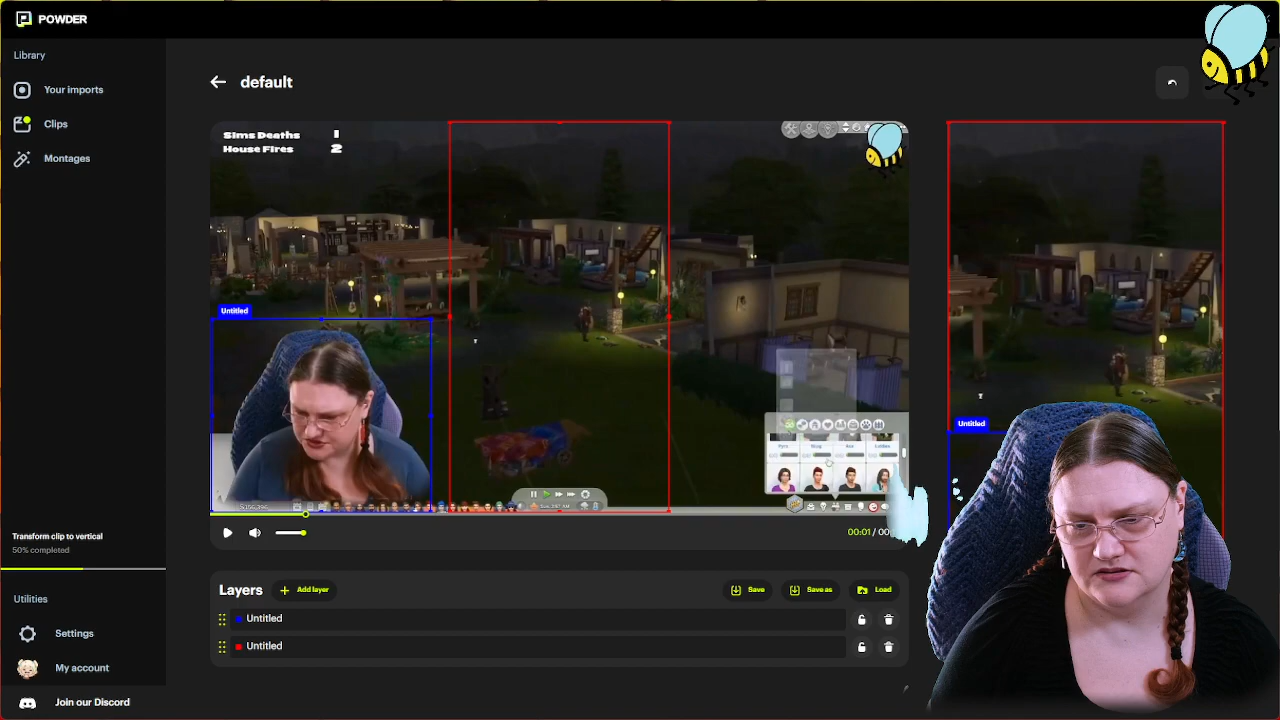 POWDER
Library
Your imports
Clips
Montages
default
Sims Deaths 1
House Fires 2
Untitled
Untitled
00:01 / 00
Transform clip to vertical
50% completed
Layers
Add layer
Save
Save as
Load
Untitled
Untitled
Utilities
Settings
My account
Join our Discord